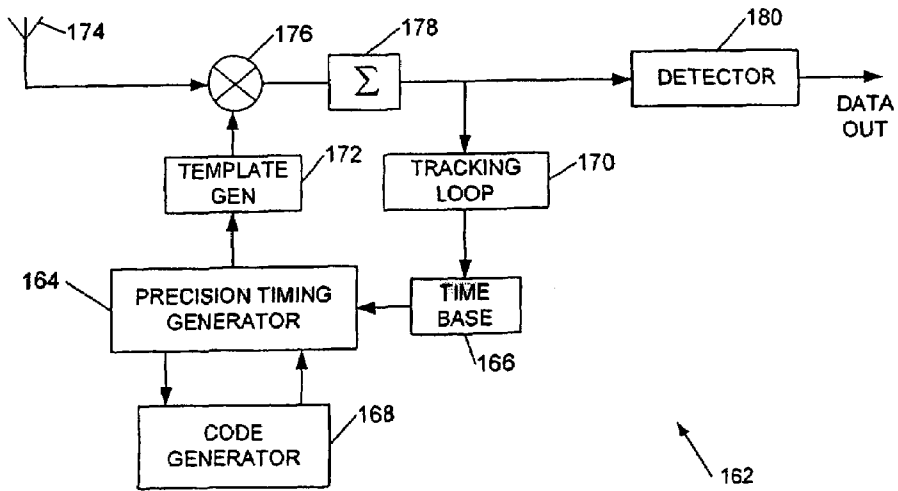 174
176
178
180
Σ
DETECTOR
DATA
OUT
172
TEMPLATE
GEN
170
TRACKING
LOOP
164
PRECISION TIMING
GENERATOR
TIME
BASE
166
168
CODE
GENERATOR
162